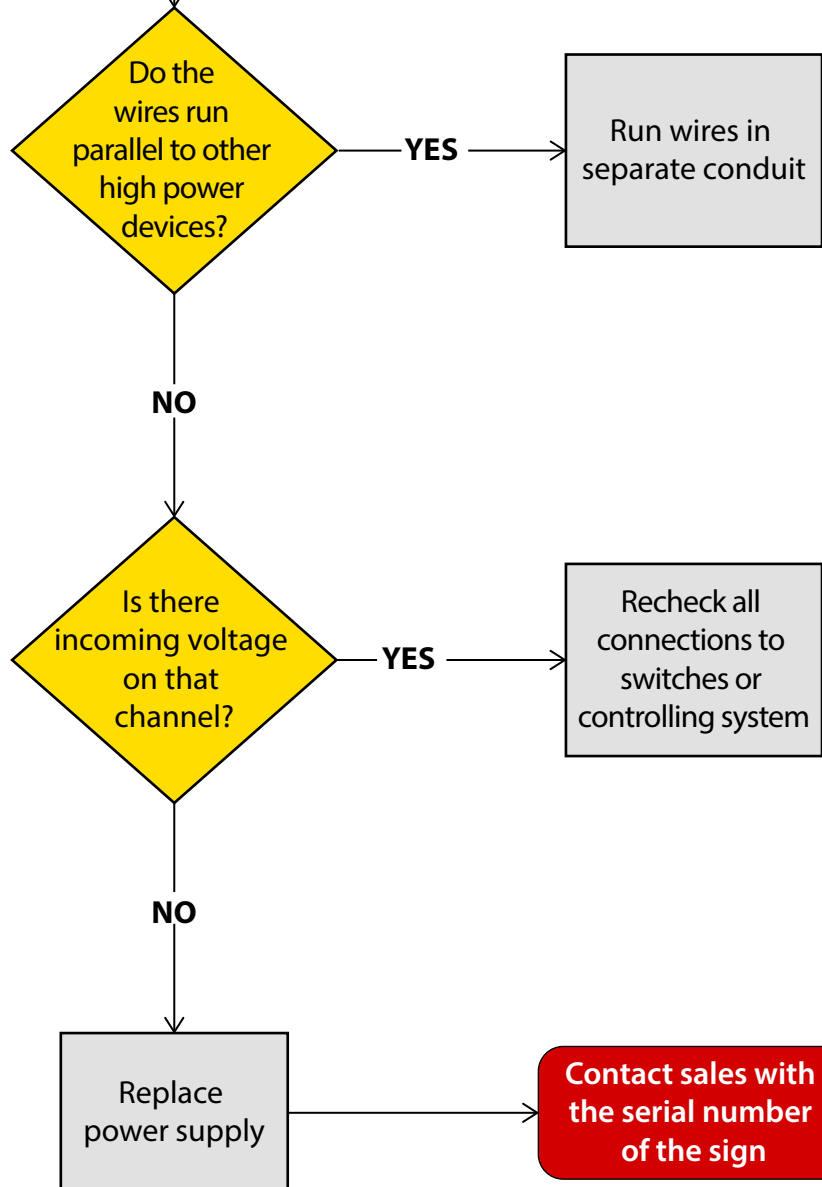 Do the
wires run
parallel to other
high power
devices?
YES
Run wires in
separate conduit
NO
Is there
incoming voltage
on that
channel?
YES
Recheck all
connections to
switches or
controlling system
NO
Replace
power supply
Contact sales with
the serial number
of the sign